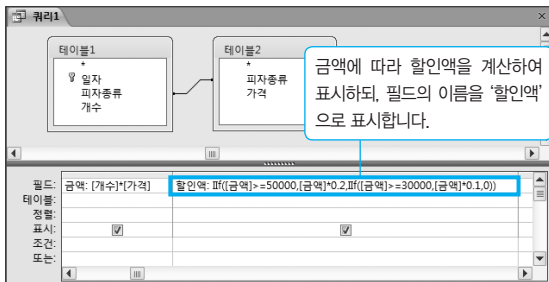 쿼리1
테이블1
*
일자
피자종류
개수
테이블2
*
피자종류
가격
금액에 따라 할인액을 계산하여
표시하되, 필드의 이름을 ‘할인액’
으로 표시합니다.
필드: 금액: [개수]*[가격] 할인액: IIf([금액]>=50000,[금액]*0.2,IIf([금액]>=30000,[금액]*0.1,0))
테이블:
정렬:
표시:
조건:
또는: